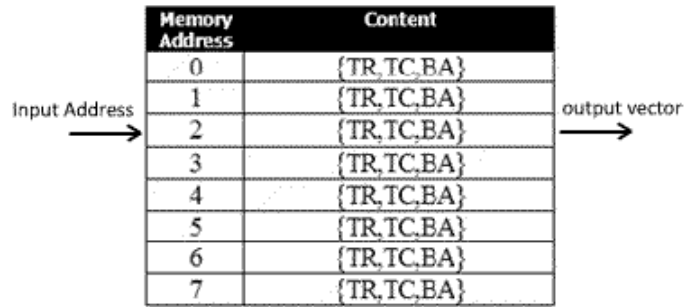 Memory Address Content
0 {TR,TC,BA}
1 {TR,TC,BA}
Input Address
output vector
2 {TR,TC,BA}
3 {TR,TC,BA}
4 {TR,TC,BA}
5 {TR,TC,BA}
6 {TR,TC,BA}
7 {TR,TC,BA}